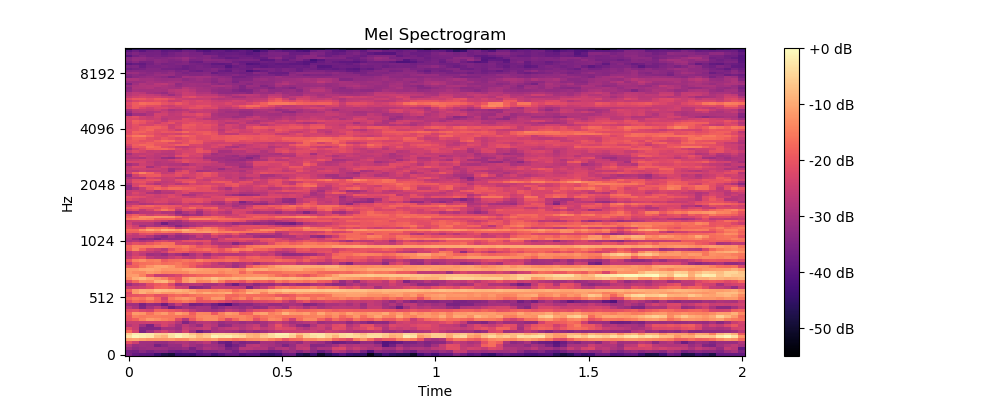 Mel Spectrogram
8192
4096
2048
1024
512
0
Hz
0
0.5
1
1.5
2
Time
+0 dB
-10 dB
-20 dB
-30 dB
-40 dB
-50 dB